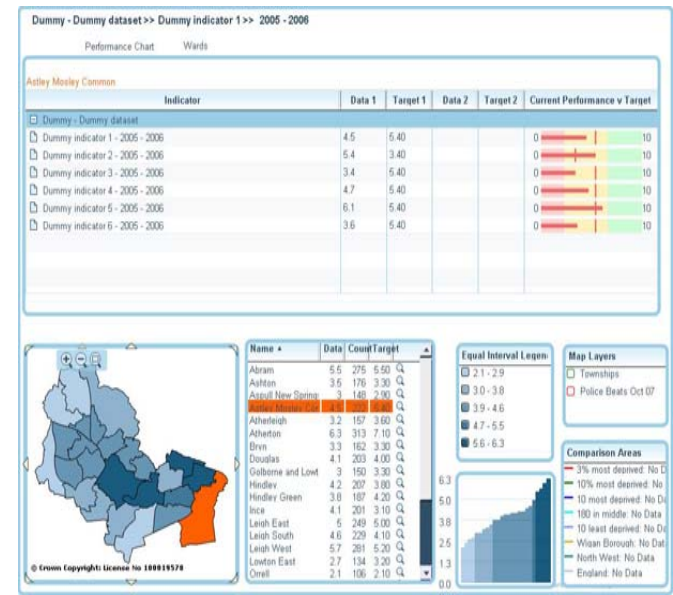 Dummy - Dummy dataset >> Dummy indicator 1 >> 2005 - 2006
Performance Chart Wards
Astley Mosley Common
Indicator Data 1 Target 1 Data 2 Target 2 Current Performance v Target
Dummy - Dummy dataset
Dummy indicator 1 - 2005 - 2006 4.5 5.40 0 10
Dummy indicator 2 - 2005 - 2006 5.4 3.40 0 10
Dummy indicator 3 - 2005 - 2006 3.4 5.40 0 10
Dummy indicator 4 - 2005 - 2006 4.7 5.40 0 10
Dummy indicator 5 - 2005 - 2006 6.1 5.40 0 10
Dummy indicator 6 - 2005 - 2006 3.6 5.40 0 10
© Crown Copyright: License No 100019578
Name Data Count Target
Abram 5.5 275 5.50
Ashton 3.5 176 3.30
Aspull New Spring 3 148 2.90
Astley Mosley Com 4.5
Atherleigh 3.2 157 3.60
Atherton 6.3 313 7.10
Bryn 3.3 162 3.30
Douglas 4.1 203 4.00
Golborne and Lowt 3 150 3.30
Hindley 4.2 207 3.80
Hindley Green 3.8 187 4.20
Ince 4.1 201 3.10
Leigh East 5 249 5.00
Leigh South 4.6 229 4.10
Leigh West 5.7 281 5.20
Lowton East 2.7 134 3.20
Orrell 2.1 106 2.10
Equal Interval Legen
2.1 - 2.9
3.0 - 3.8
3.9 - 4.6
4.7 - 5.5
5.6 - 6.3
6.3
5.0
3.8
2.5
1.3
0.0
Map Layers
Townships
Police Beats Oct 07
Comparison Areas
3% most deprived: No D
10% most deprived: No
10 most deprived: No D
180 in middle: No Data
10 least deprived: No Da
Wigan Borough: No Dat
North West: No Data
England: No Data